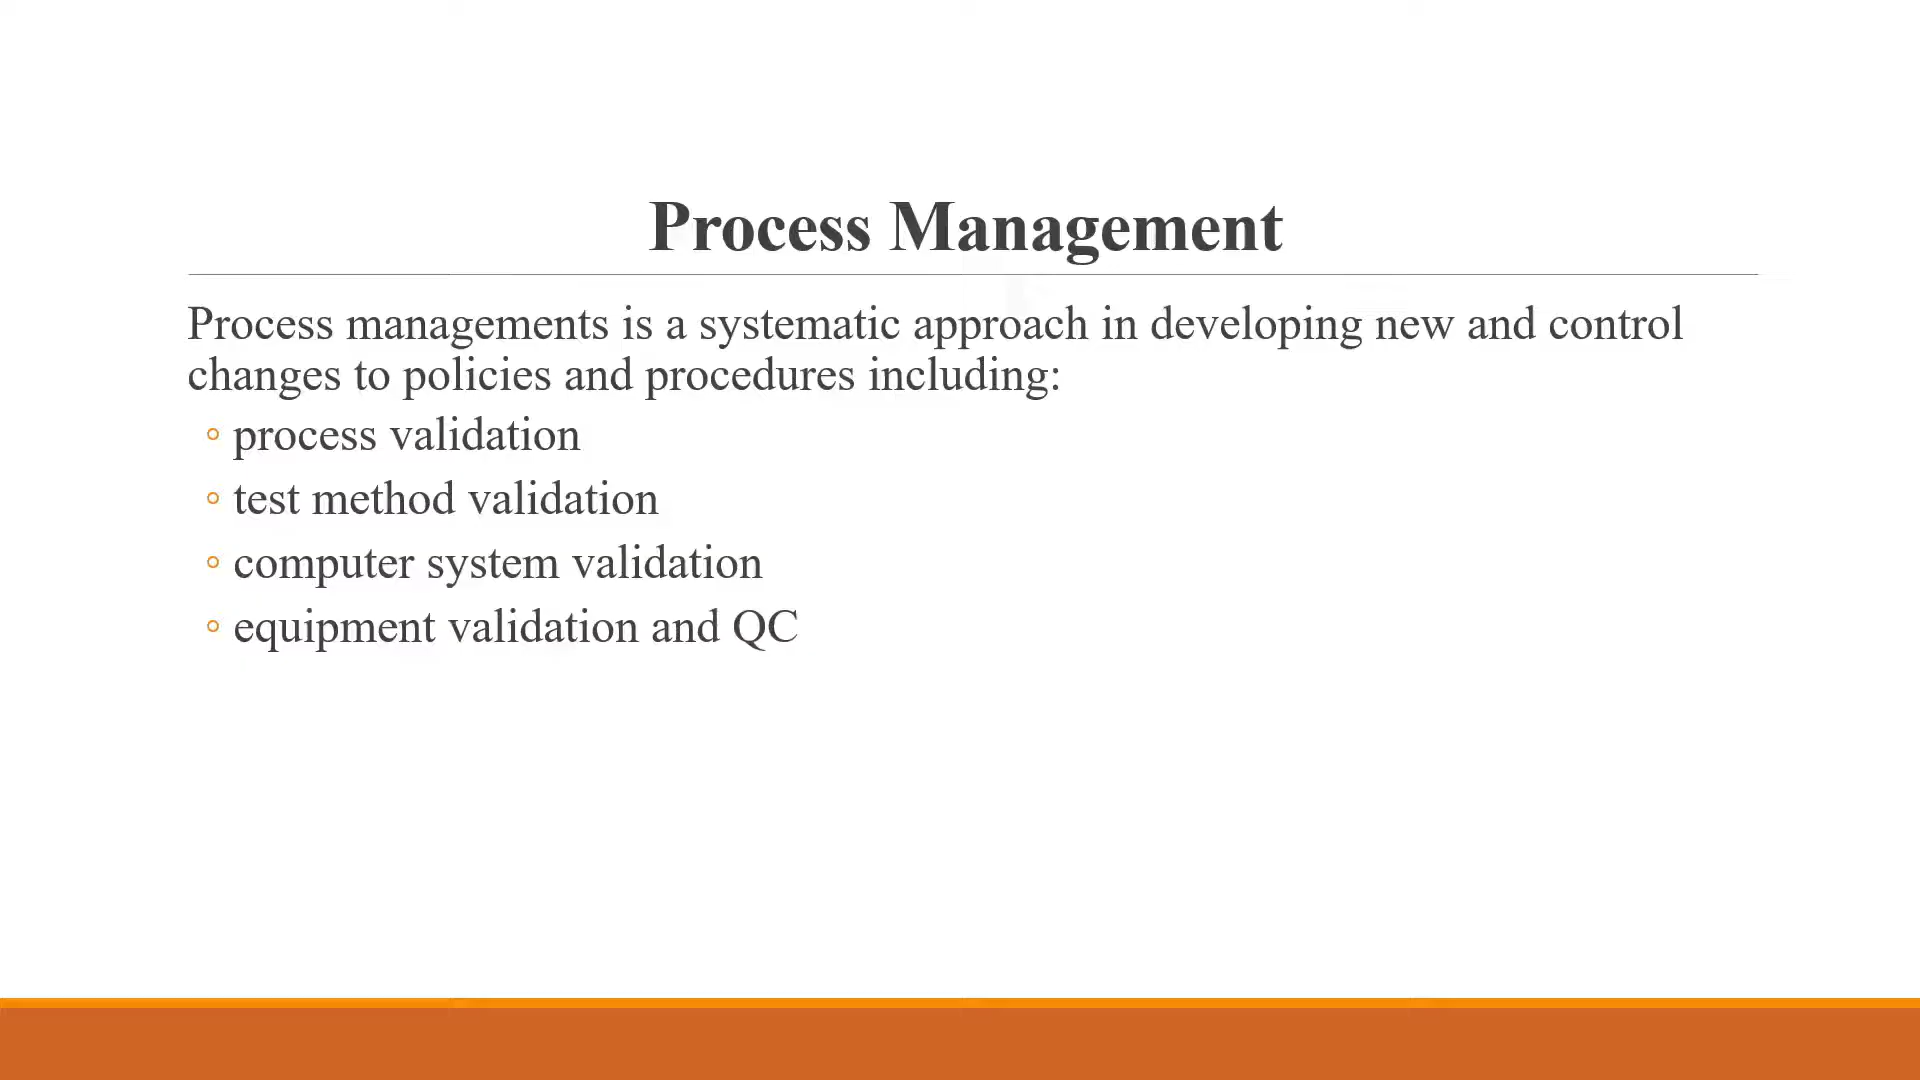 Process Management
Process managements is a systematic approach in developing new and control
changes to policies and procedures including:
◦ process validation
◦ test method validation
◦ computer system validation
◦ equipment validation and QC